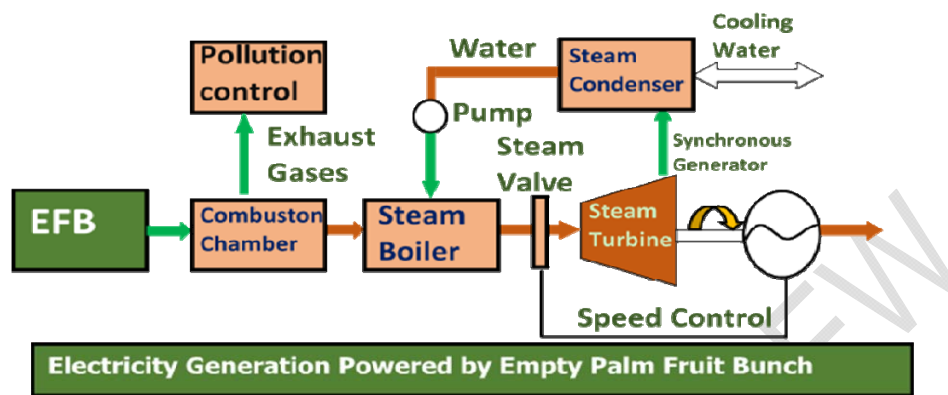 Cooling
Water
Water
Steam
Condenser
Pollution
control
Pump
Exhaust
Gases
Steam
Valve
Synchronous
Generator
EFB
Combuston
Chamber
Steam
Boiler
Steam
Turbine
Speed Control
Electricity Generation Powered by Empty Palm Fruit Bunch